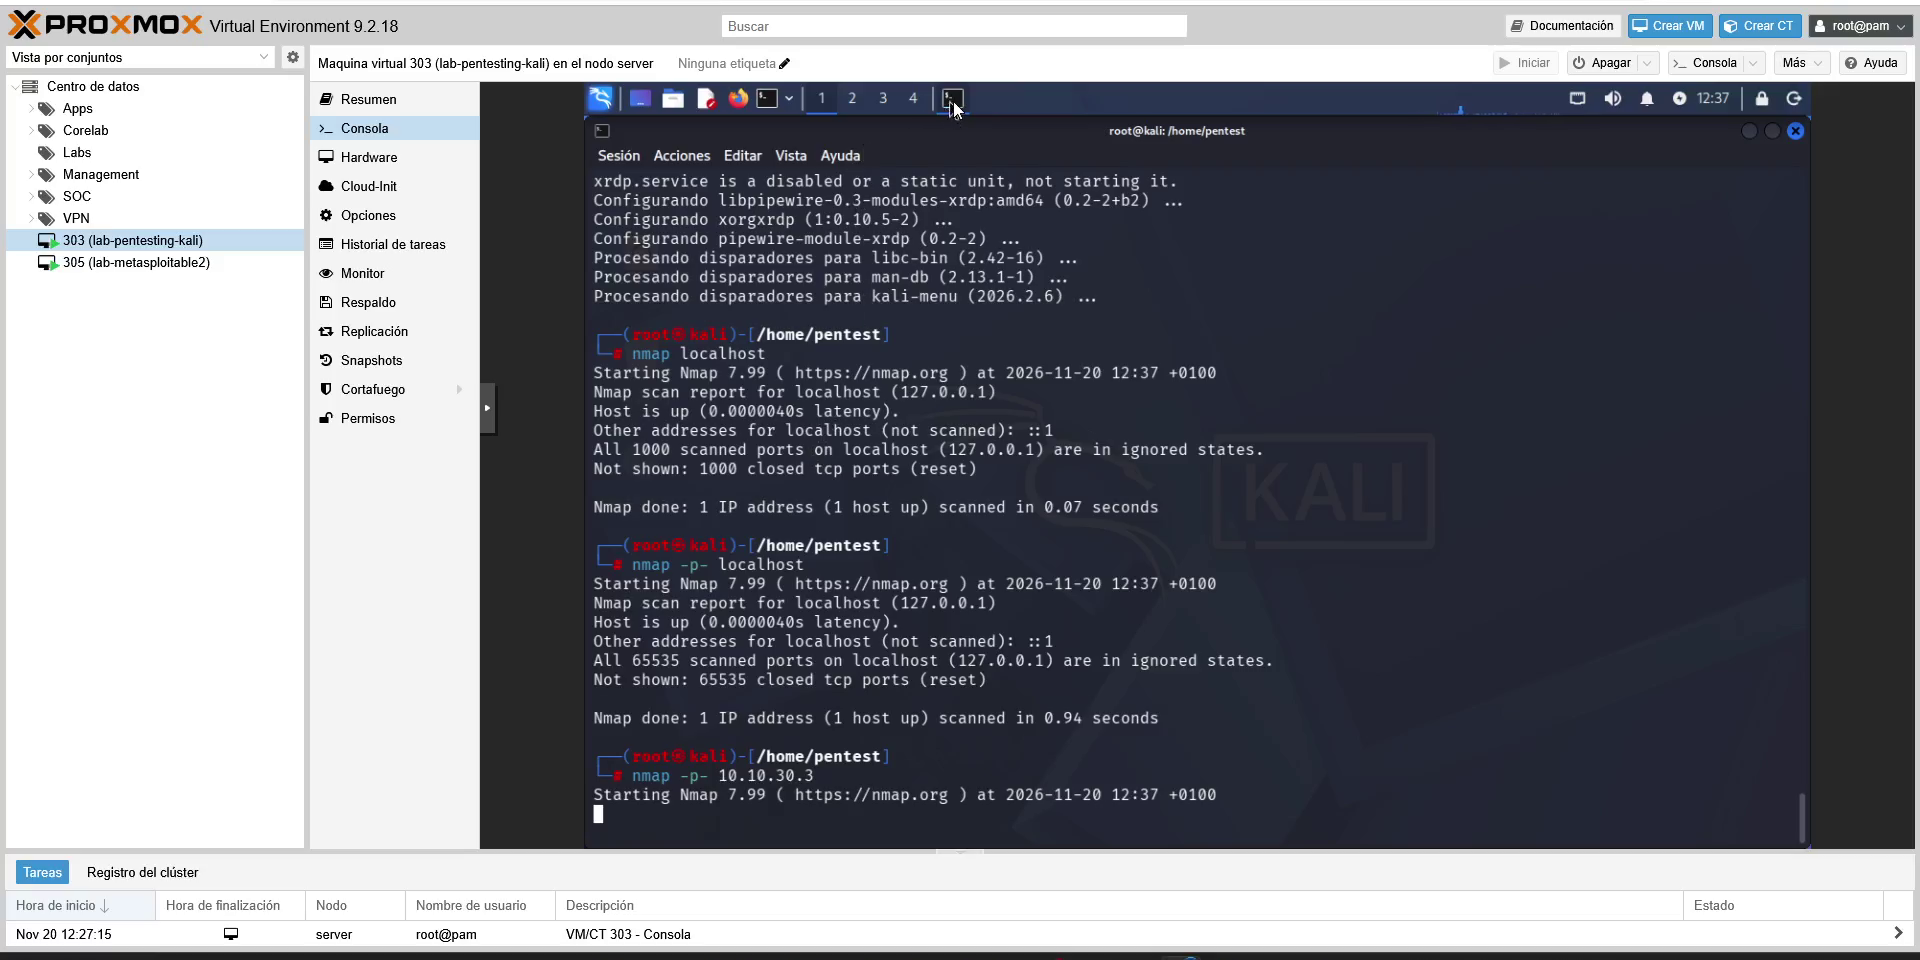 PROXMOX Virtual Environment 9.2.18
Buscar
Documentación
Crear VM
Crear CT
root@pam
Vista por conjuntos
Centro de datos
Apps
Corelab
Labs
Management
SOC
VPN
303 (lab-pentesting-kali)
305 (lab-metasploitable2)
Maquina virtual 303 (lab-pentesting-kali) en el nodo server
Ninguna etiqueta
Iniciar
Apagar
Consola
Más
Ayuda
Resumen
Consola
Hardware
Cloud-Init
Opciones
Historial de tareas
Monitor
Respaldo
Replicación
Snapshots
Cortafuego
Permisos
1 2 3 4
12:37
root@kali: /home/pentest
Sesión Acciones Editar Vista Ayuda
xrdp.service is a disabled or a static unit, not starting it.
Configurando libpipewire-0.3-modules-xrdp:amd64 (0.2-2+b2) ...
Configurando xorgxrdp (1:0.10.5-2) ...
Configurando pipewire-module-xrdp (0.2-2) ...
Procesando disparadores para libc-bin (2.42-16) ...
Procesando disparadores para man-db (2.13.1-1) ...
Procesando disparadores para kali-menu (2026.2.6) ...
┌──(root㉿kali)-[/home/pentest]
└─# nmap localhost
Starting Nmap 7.99 ( https://nmap.org ) at 2026-11-20 12:37 +0100
Nmap scan report for localhost (127.0.0.1)
Host is up (0.0000040s latency).
Other addresses for localhost (not scanned): ::1
All 1000 scanned ports on localhost (127.0.0.1) are in ignored states.
Not shown: 1000 closed tcp ports (reset)
Nmap done: 1 IP address (1 host up) scanned in 0.07 seconds
┌──(root㉿kali)-[/home/pentest]
└─# nmap -p- localhost
Starting Nmap 7.99 ( https://nmap.org ) at 2026-11-20 12:37 +0100
Nmap scan report for localhost (127.0.0.1)
Host is up (0.0000040s latency).
Other addresses for localhost (not scanned): ::1
All 65535 scanned ports on localhost (127.0.0.1) are in ignored states.
Not shown: 65535 closed tcp ports (reset)
Nmap done: 1 IP address (1 host up) scanned in 0.94 seconds
┌──(root㉿kali)-[/home/pentest]
└─# nmap -p- 10.10.30.3
Starting Nmap 7.99 ( https://nmap.org ) at 2026-11-20 12:37 +0100
KALI
Tareas
Registro del clúster
Hora de inicio Hora de finalización Nodo Nombre de usuario Descripción Estado
Nov 20 12:27:15 server root@pam VM/CT 303 - Consola